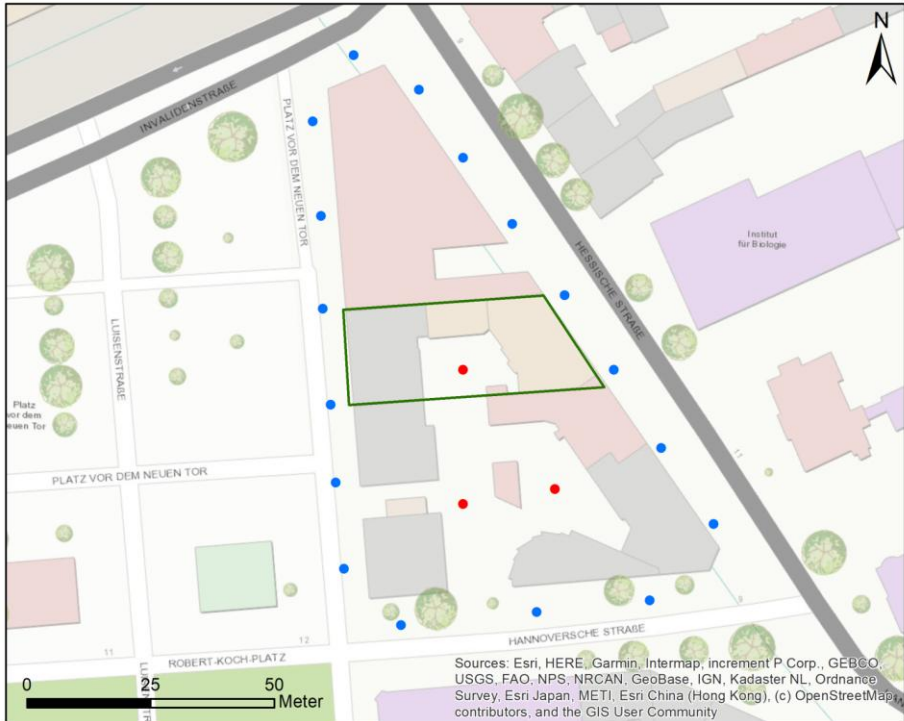 N
INVALIDENSTRAßE
PLATZ VOR DEM NEUEN TOR
HESSISCHE STRAßE
9
Institut
für Biologie
LUISENSTRAßE
Platz
vor dem
Neuen Tor
PLATZ VOR DEM NEUEN TOR
11
8
HANNOVERSCHE STRAßE
12
11
ROBERT-KOCH-PLATZ
0 25 50
Meter
Sources: Esri, HERE, Garmin, Intermap, increment P Corp., GEBCO,
USGS, FAO, NPS, NRCAN, GeoBase, IGN, Kadaster NL, Ordnance
Survey, Esri Japan, METI, Esri China (Hong Kong), (c) OpenStreetMap
contributors, and the GIS User Community